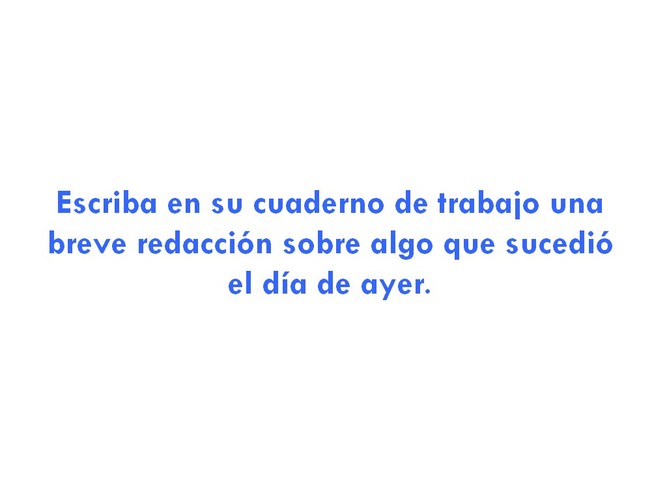 Escriba en su cuaderno de trabajo una
breve redacción sobre algo que sucedió
el día de ayer.